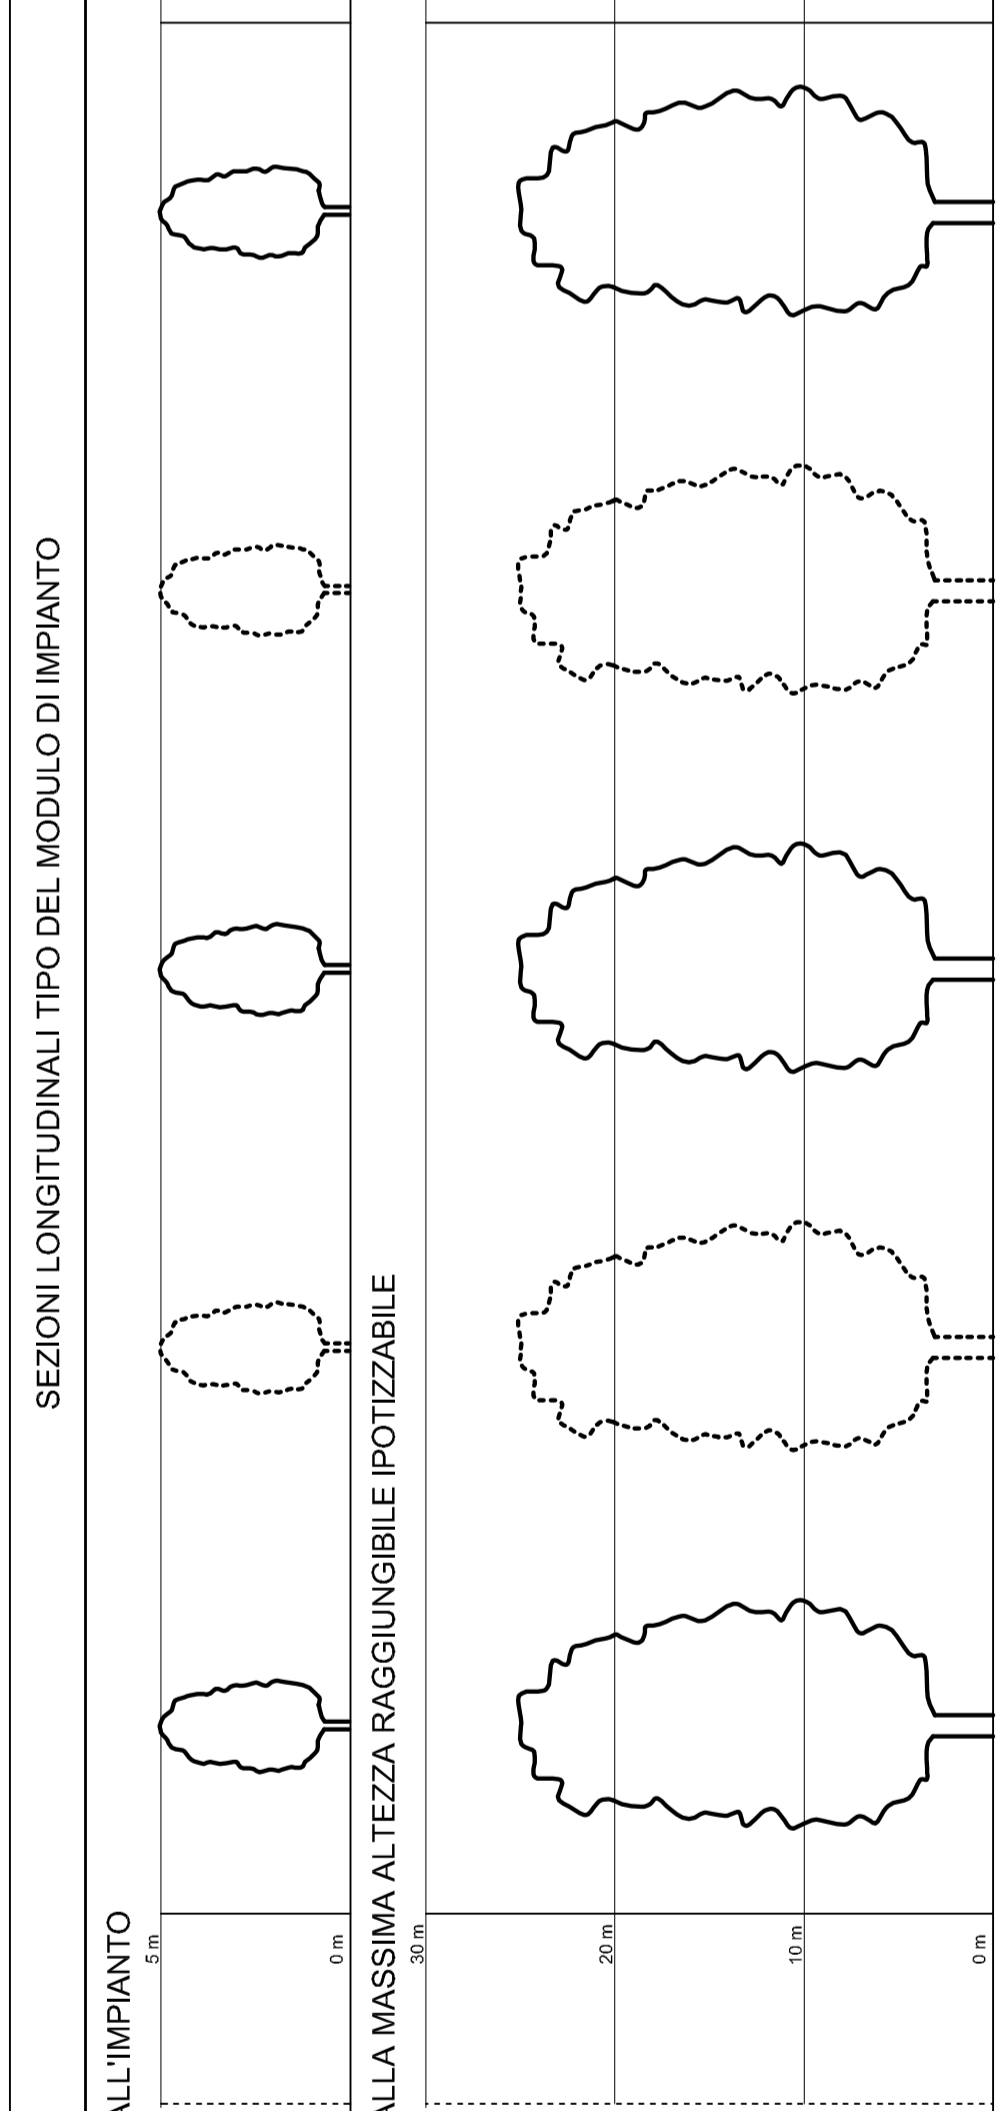 SEZIONI LONGITUDINALI TIPO DEL MODULO DI IMPIANTO
ALL'IMPIANTO
5 m
0 m
ALLA MASSIMA ALTEZZA RAGGIUNGIBILE IPOTIZZABILE
30 m
20 m
10 m
0 m